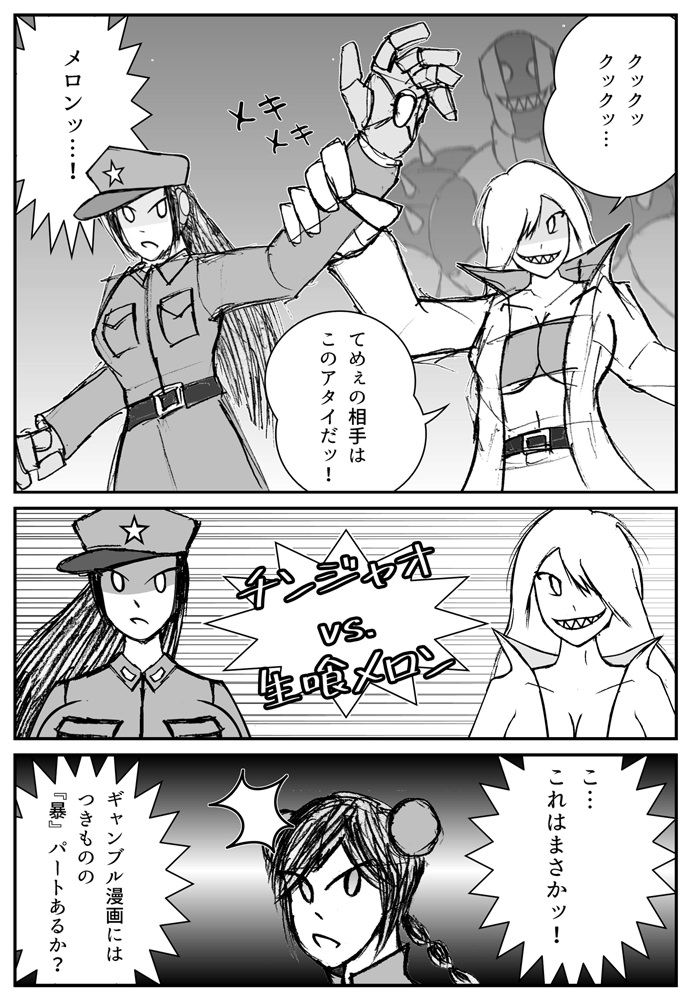 クックッ
クックッ…
メロンッ…！
メキ
メキ
てめぇの相手は
このアタイだッ！
チンジャオ
vs.
生喰メロン
こ…
これはまさかッ！
ギャンブル漫画には
つきものの
『暴』パートあるか？